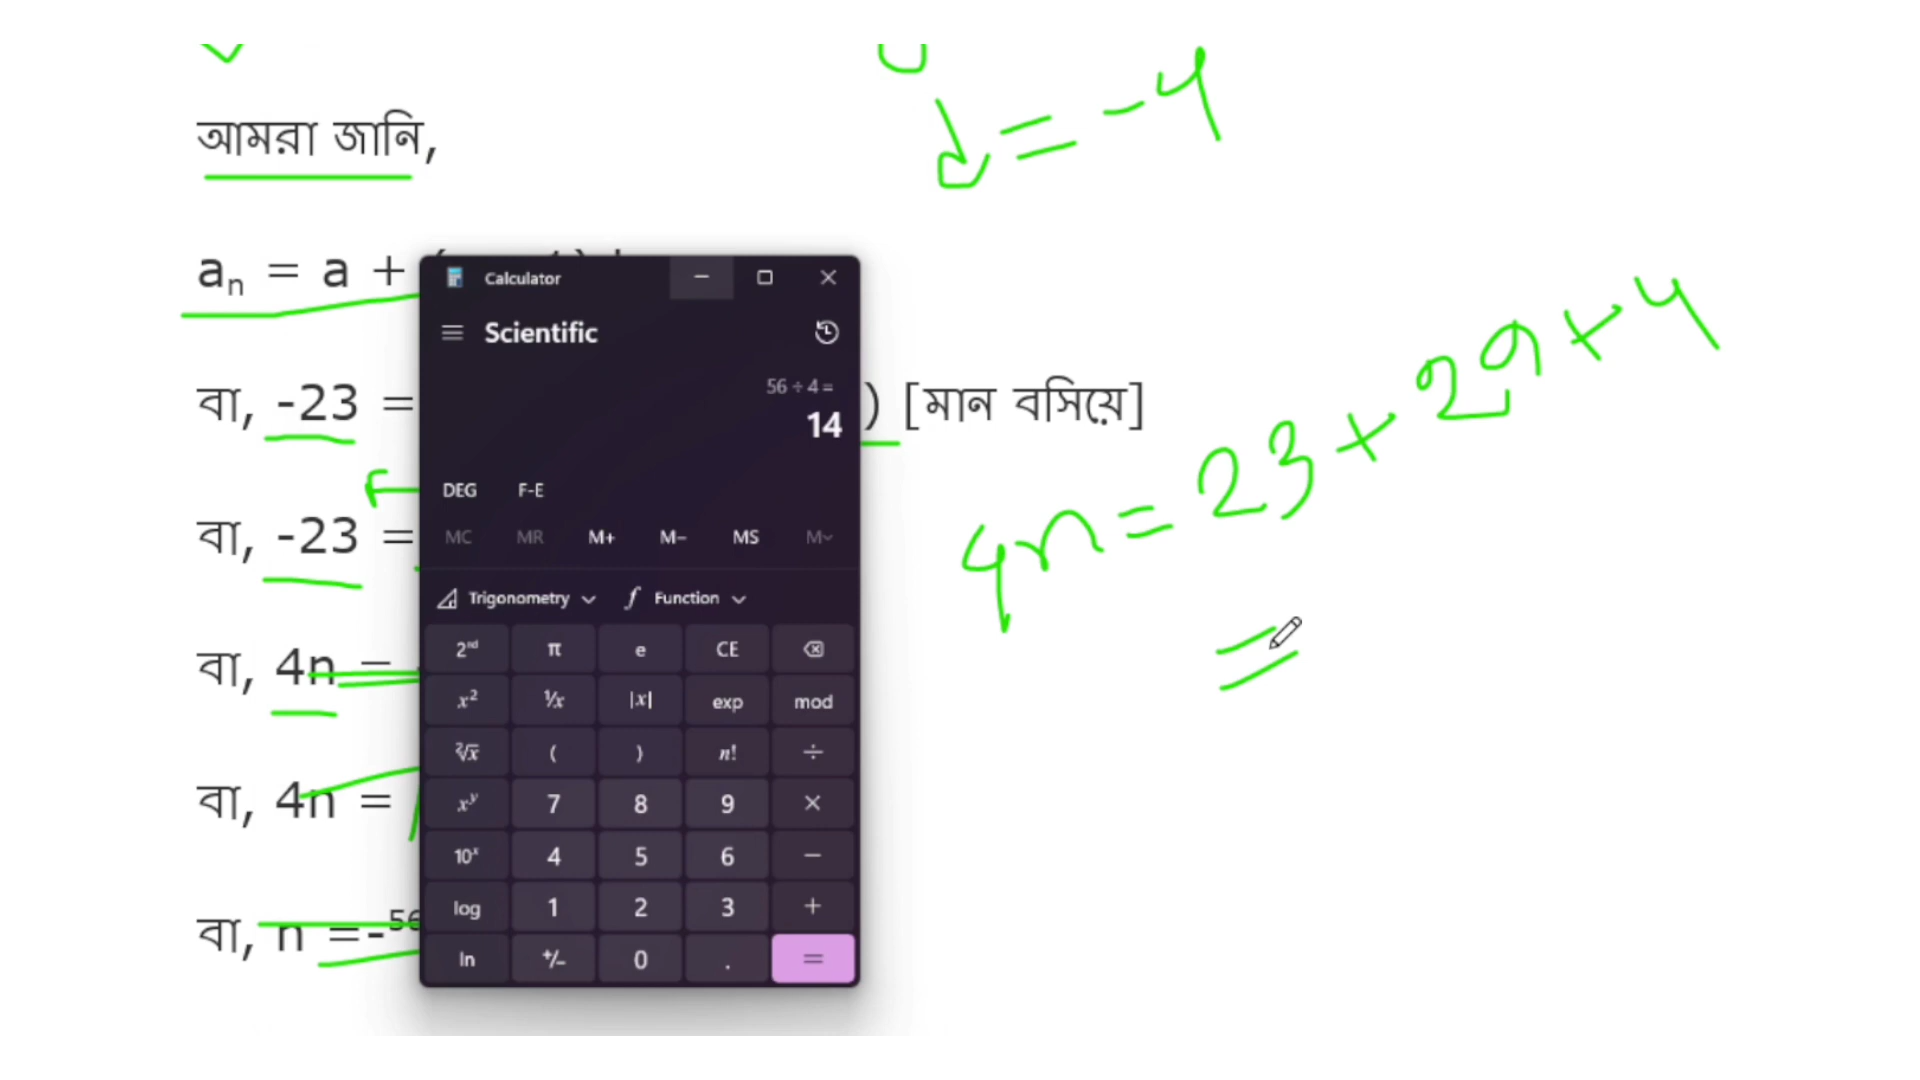 d = -4
আমরা জানি,
aₙ = a +
বা, -23 = ) [মান বসিয়ে]
বা, -23 =
বা, 4n =
বা, 4n =
বা, n =-⁵⁶
4n = 23 + 29 + 4
=
Calculator
Scientific
56 ÷ 4 =
14
DEG F-E
MC MR M+ M− MS M
Trigonometry f Function
2ⁿᵈ π e CE
x² ¹/x |x| exp mod
²√x ( ) n! ÷
xʸ 7 8 9 ×
10ˣ 4 5 6 −
log 1 2 3 +
ln +/− 0 . =